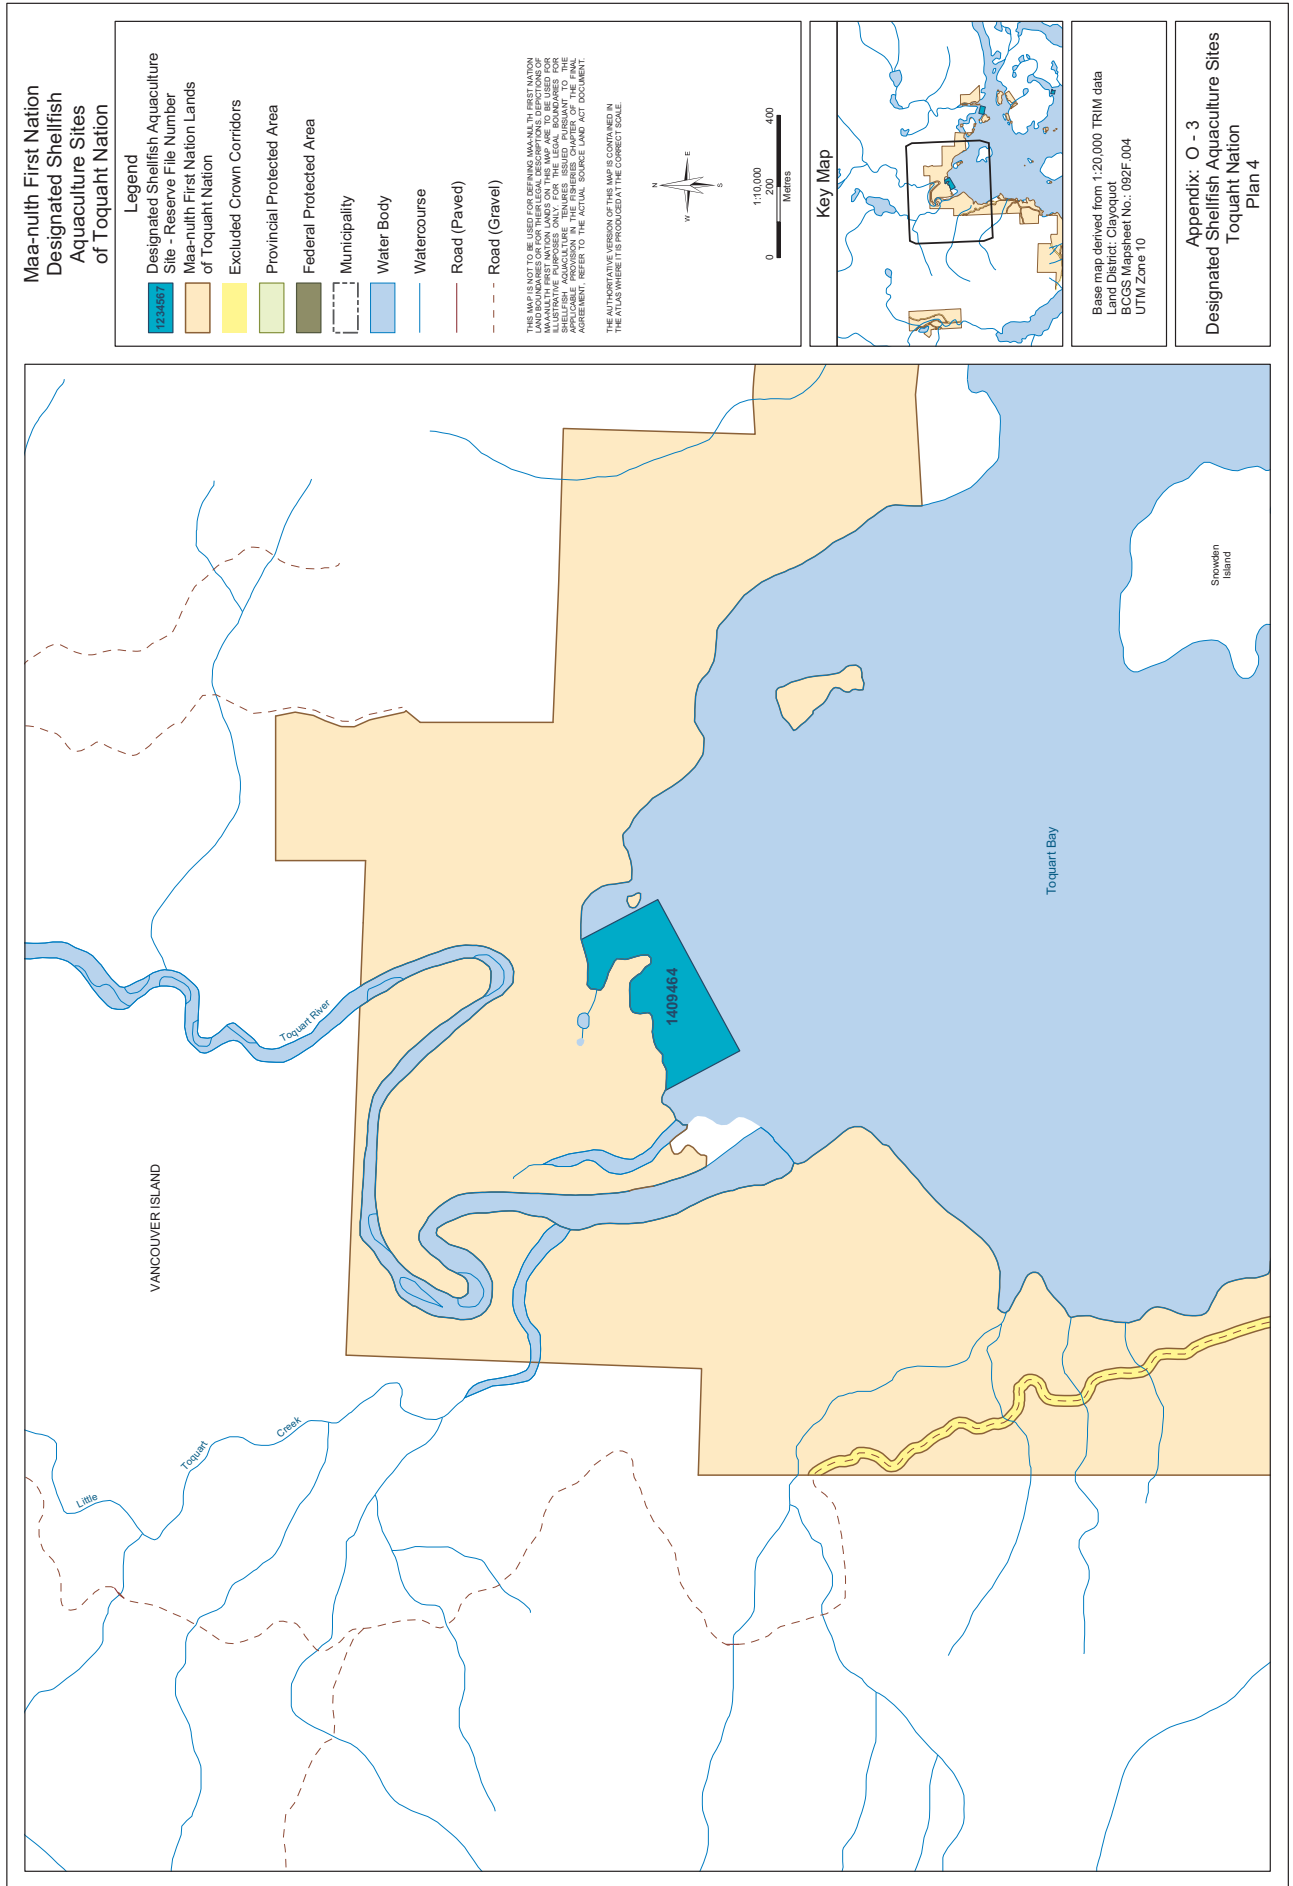 Maa-nulth First Nation
Designated Shellfish
Aquaculture Sites
of Toquaht Nation
Legend
1234567
Designated Shellfish Aquaculture
Site - Reserve File Number
Maa-nulth First Nation Lands
of Toquaht Nation
Excluded Crown Corridors
Provincial Protected Area
Federal Protected Area
Municipality
Water Body
Watercourse
Road (Paved)
Road (Gravel)
THIS MAP IS NOT TO BE USED FOR DEFINING MAA-NULTH FIRST NATION
LAND BOUNDARIES OR FOR THEIR LEGAL DESCRIPTIONS. DEPICTIONS OF
MAA-NULTH FIRST NATION LANDS ON THIS MAP ARE TO BE USED FOR
ILLUSTRATIVE PURPOSES ONLY. FOR THE LEGAL BOUNDARIES FOR
SHELLFISH AQUACULTURE TENURES ISSUED PURSUANT TO THE
APPLICABLE PROVISION IN THE FISHERIES CHAPTER OF THE FINAL
AGREEMENT, REFER TO THE ACTUAL SOURCE LAND ACT DOCUMENT.
THE AUTHORITATIVE VERSION OF THIS MAP IS CONTAINED IN
THE ATLAS WHERE IT IS PRODUCED AT THE CORRECT SCALE.
N
W
E
S
1:10,000
0 200 400
Metres
Key Map
Base map derived from 1:20,000 TRIM data
Land District: Clayoquot
BCGS Mapsheet No.: 092F.004
UTM Zone 10
Appendix: O - 3
Designated Shellfish Aquaculture Sites
Toquaht Nation
Plan 4
VANCOUVER ISLAND
Toquart River
Little
Toquart
Creek
1409464
Toquart Bay
Snowden
Island